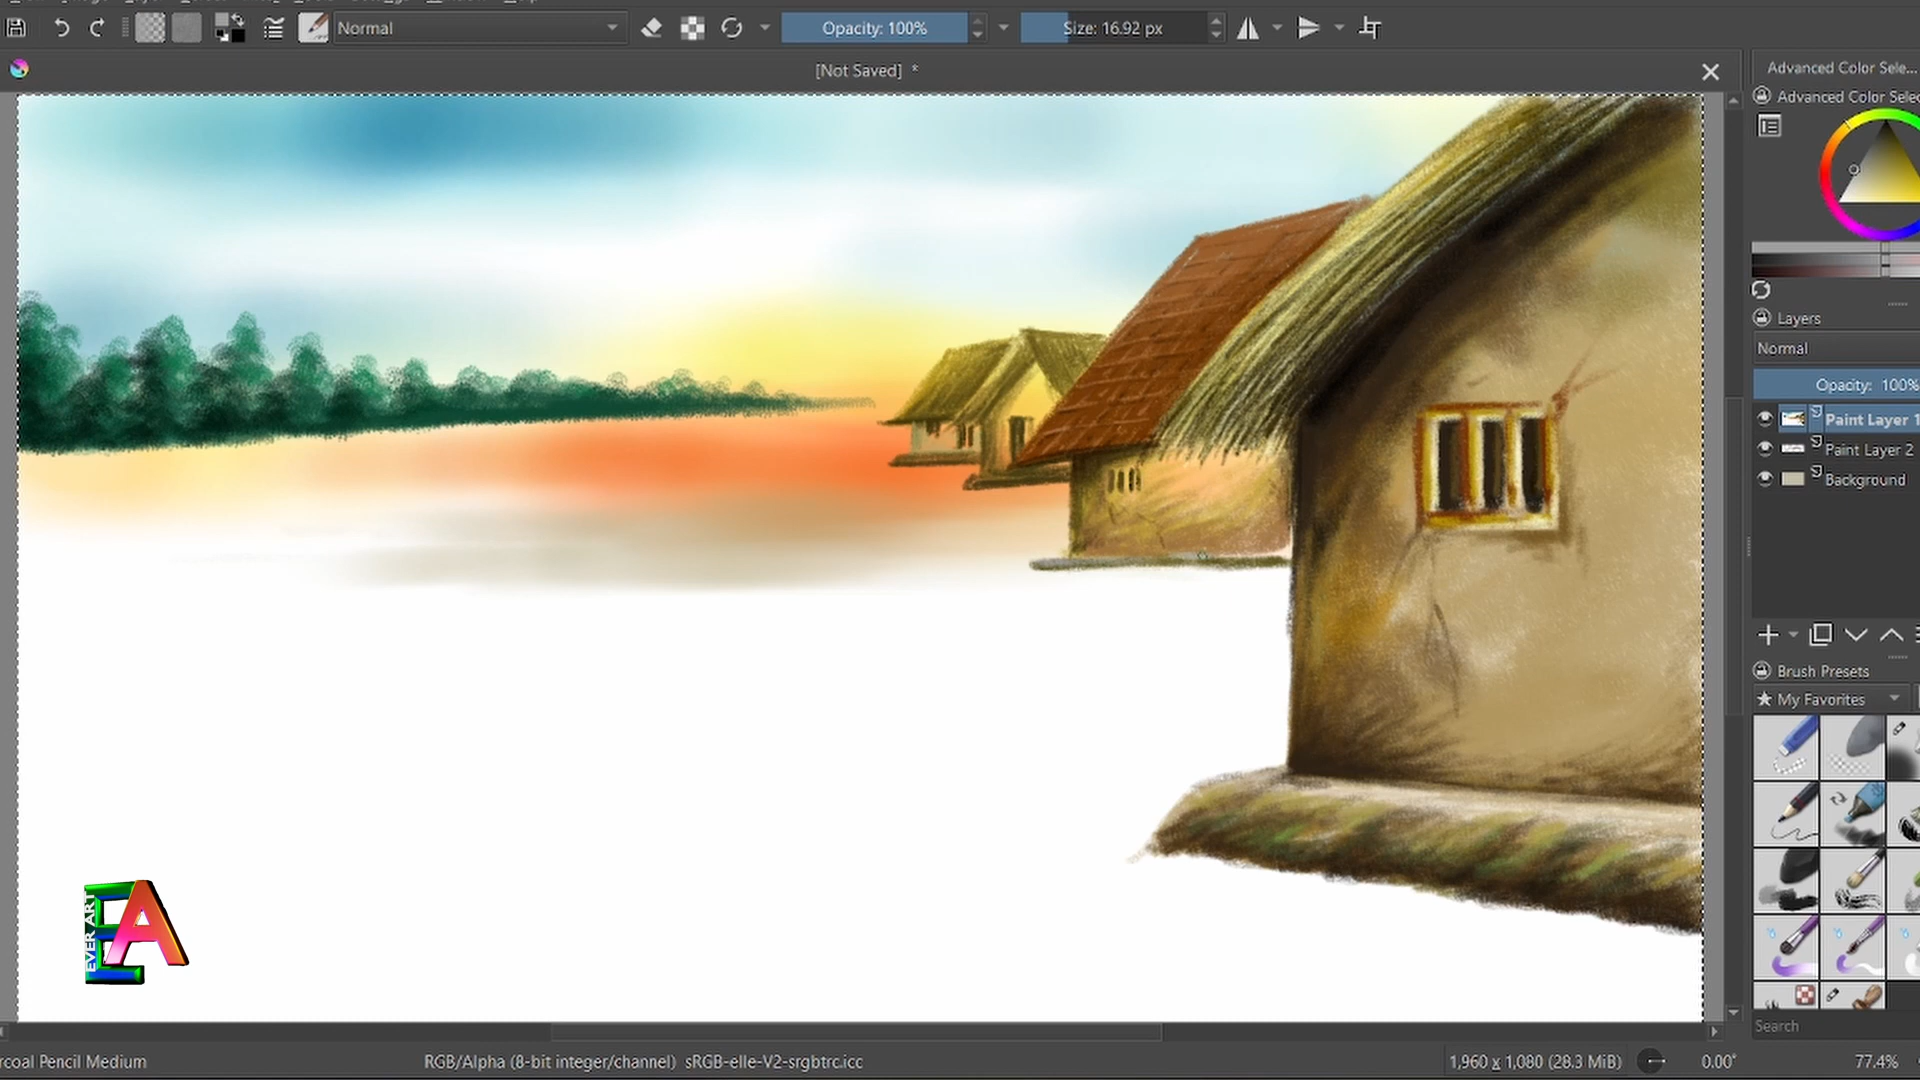 Normal
Opacity: 100%
Size: 16.92 px
[Not Saved] *
Advanced Color Sele...
Advanced Color Selec
Layers
Normal
Opacity: 100%
Paint Layer 1
Paint Layer 2
Background
Brush Presets
My Favorites
EVER ART
EA
Search
rcoal Pencil Medium
RGB/Alpha (8-bit integer/channel) sRGB-elle-V2-srgbtrc.icc
1,960 x 1,080 (28.3 MiB)
0.00°
77.4%